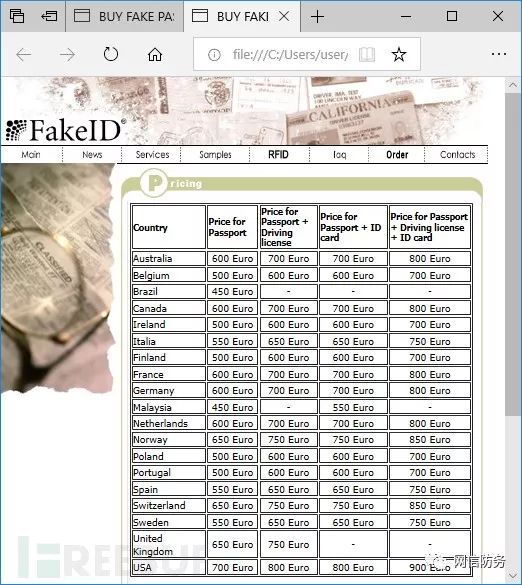 BUY FAKE PA
BUY FAKI
file:///C:/Users/user/
DRIVER, IMA TEST
CALIFORNIA
FakeID®
Main News Services Samples RFID faq Order Contacts
CLASSIFIED
Pricing
Country Price for Passport Price for Passport + Driving license Price for Passport + ID card Price for Passport + Driving license + ID card
Australia 600 Euro 700 Euro 700 Euro 800 Euro
Belgium 500 Euro 600 Euro 600 Euro 700 Euro
Brazil 450 Euro - - -
Canada 600 Euro 700 Euro 700 Euro 800 Euro
Ireland 500 Euro 600 Euro 600 Euro 700 Euro
Italia 550 Euro 650 Euro 650 Euro 750 Euro
Finland 500 Euro 600 Euro 600 Euro 700 Euro
France 600 Euro 700 Euro 700 Euro 800 Euro
Germany 600 Euro 700 Euro 700 Euro 800 Euro
Malaysia 450 Euro - 550 Euro -
Netherlands 600 Euro 700 Euro 700 Euro 800 Euro
Norway 650 Euro 750 Euro 750 Euro 850 Euro
Poland 500 Euro 600 Euro 600 Euro 700 Euro
Portugal 500 Euro 600 Euro 600 Euro 700 Euro
Spain 550 Euro 650 Euro 650 Euro 750 Euro
Switzerland 650 Euro 750 Euro 750 Euro 850 Euro
Sweden 550 Euro 650 Euro 650 Euro 750 Euro
United Kingdom 650 Euro 750 Euro - -
USA 700 Euro 800 Euro 800 Euro 900 Euro
FREEBUF
网信防务